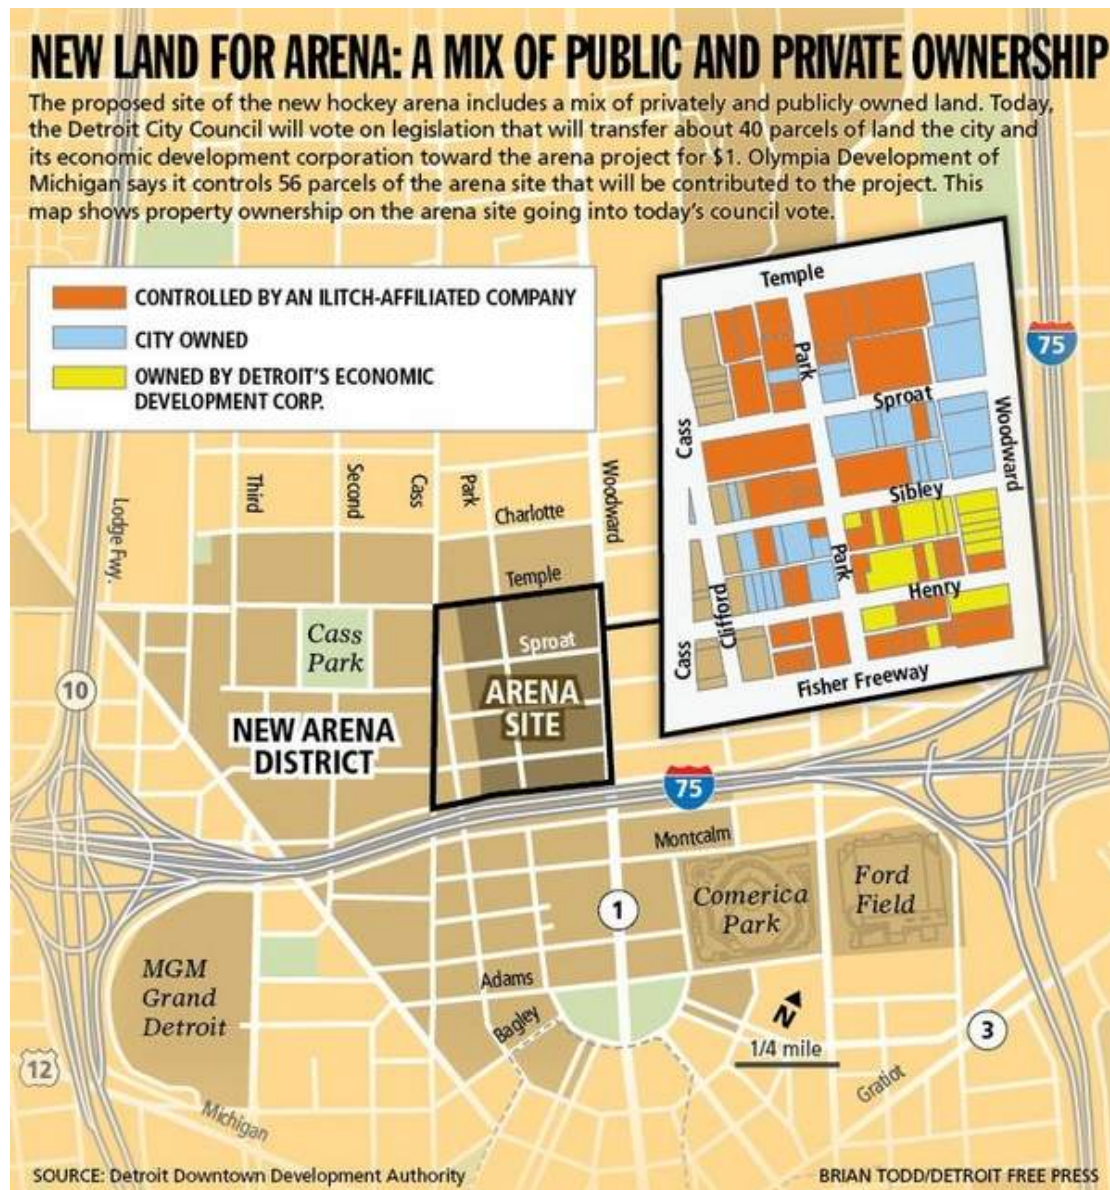 NEW LAND FOR ARENA: A MIX OF PUBLIC AND PRIVATE OWNERSHIP
The proposed site of the new hockey arena includes a mix of privately and publicly owned land. Today,
the Detroit City Council will vote on legislation that will transfer about 40 parcels of land the city and
its economic development corporation toward the arena project for $1. Olympia Development of
Michigan says it controls 56 parcels of the arena site that will be contributed to the project. This
map shows property ownership on the arena site going into today's council vote.
CONTROLLED BY AN ILITCH-AFFILIATED COMPANY
CITY OWNED
OWNED BY DETROIT'S ECONOMIC
DEVELOPMENT CORP.
Temple
Park
Sproat
Cass
Woodward
Sibley
Park
Henry
Clifford
Cass
Fisher Freeway
75
Lodge Fwy.
Third
Second
Cass
Park
Woodward
Charlotte
Temple
Sproat
Cass
Park
ARENA
SITE
10
NEW ARENA
DISTRICT
75
Montcalm
Comerica
Park
Ford
Field
1
MGM
Grand
Detroit
Adams
Bagley
N
1/4 mile
3
12
Gratiot
Michigan
SOURCE: Detroit Downtown Development Authority
BRIAN TODD/DETROIT FREE PRESS